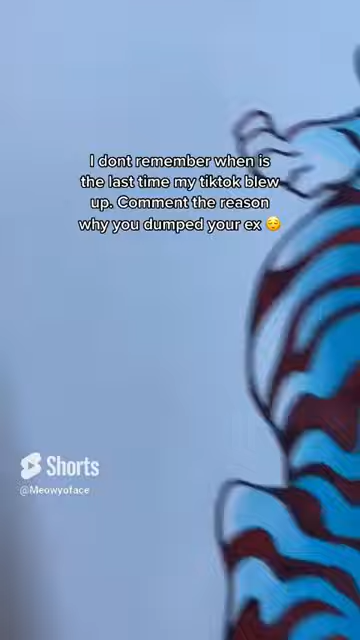 I dont remember when is
the last time my tiktok blew
up. Comment the reason
why you dumped your ex 😌
Shorts
@Meowyoface